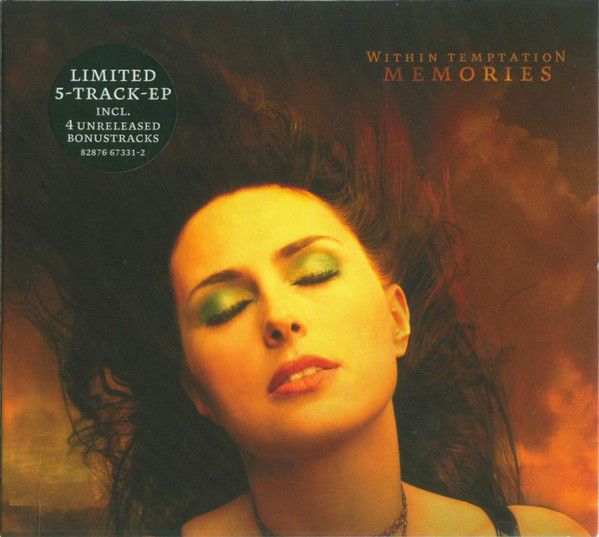 LIMITED
5-TRACK-EP
INCL.
4 UNRELEASED
BONUSTRACKS
82876 67331-2
WITHIN TEMPTATION
MEMORIES